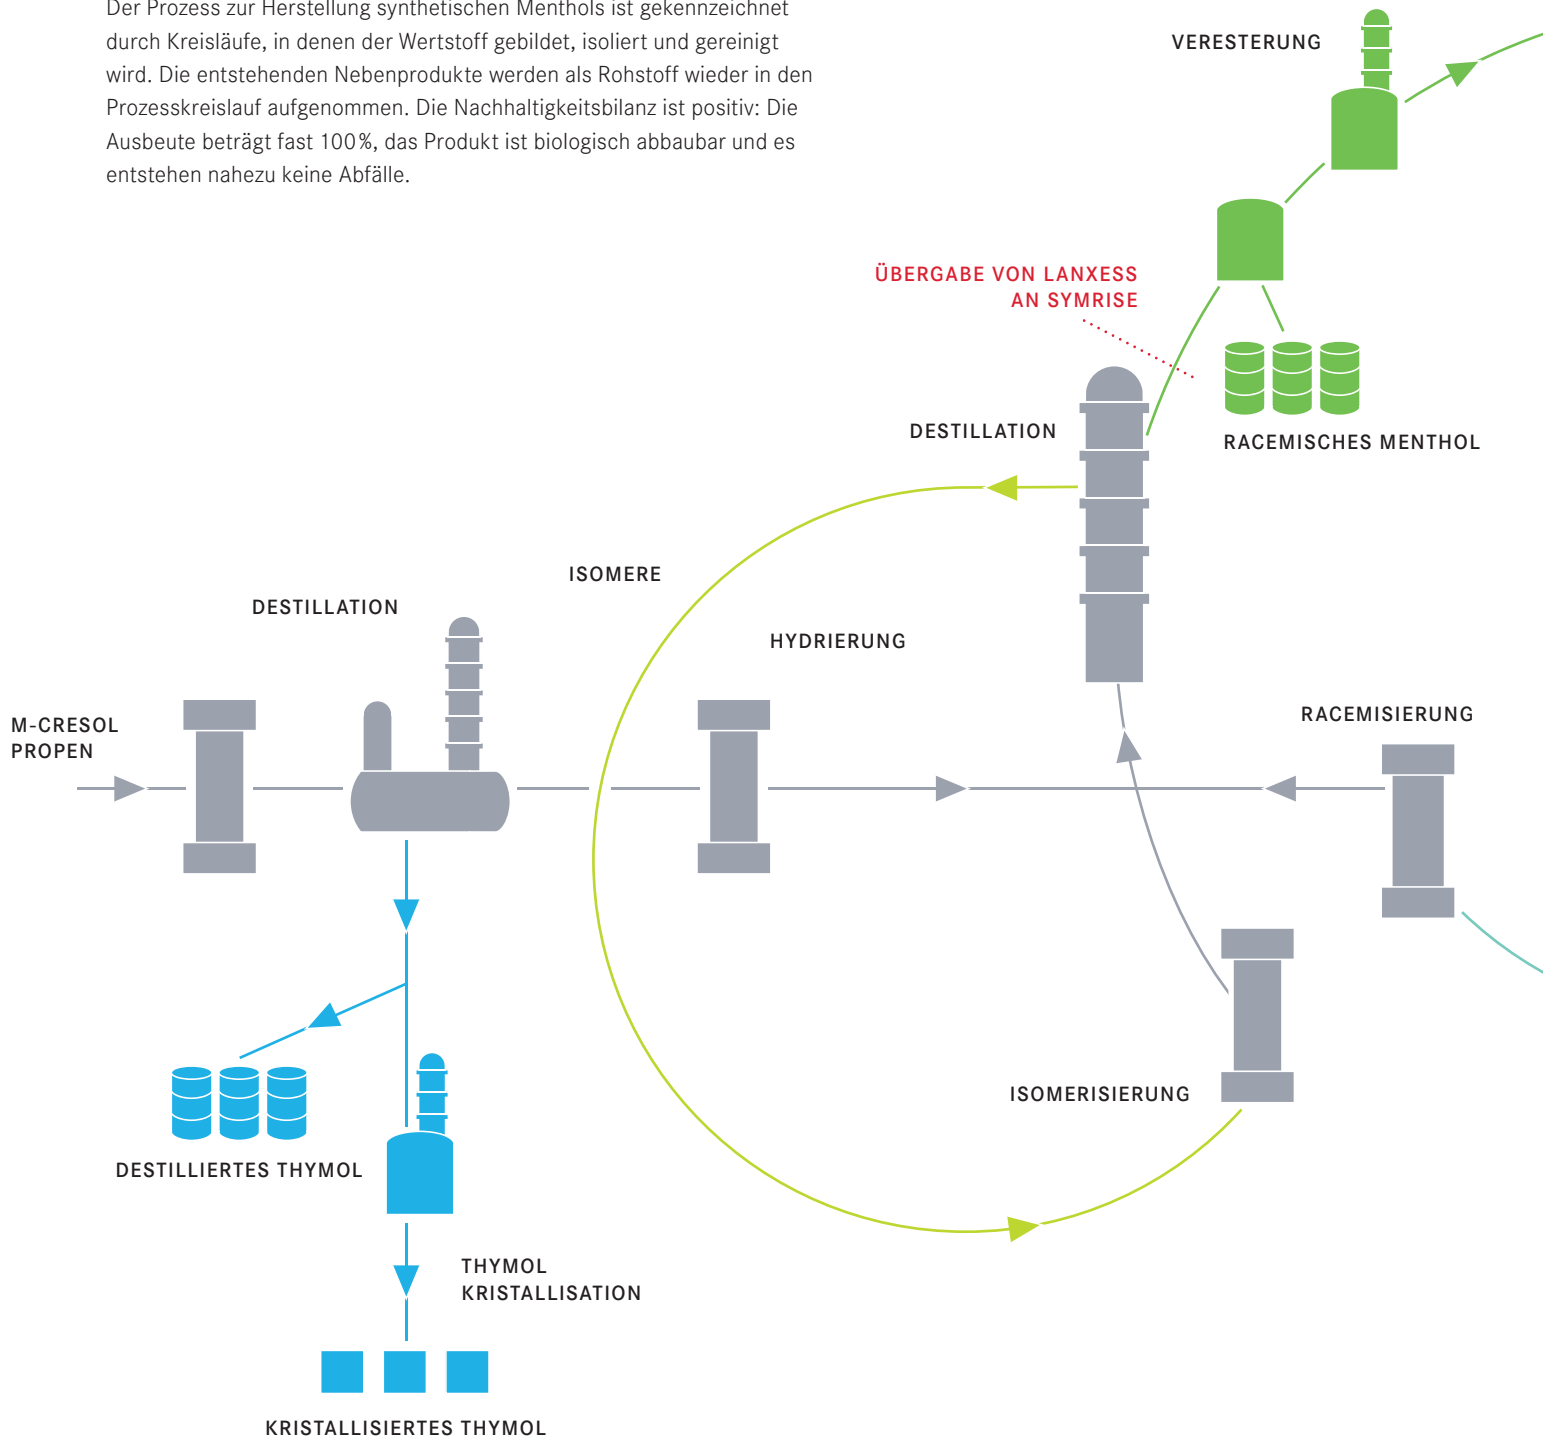 Der Prozess zur Herstellung synthetischen Menthols ist gekennzeichnet
durch Kreisläufe, in denen der Wertstoff gebildet, isoliert und gereinigt
wird. Die entstehenden Nebenprodukte werden als Rohstoff wieder in den
Prozesskreislauf aufgenommen. Die Nachhaltigkeitsbilanz ist positiv: Die
Ausbeute beträgt fast 100%, das Produkt ist biologisch abbaubar und es
entstehen nahezu keine Abfälle.
VERESTERUNG
ÜBERGABE VON LANXESS
AN SYMRISE
DESTILLATION
RACEMISCHES MENTHOL
ISOMERE
DESTILLATION
HYDRIERUNG
M-CRESOL
PROPEN
RACEMISIERUNG
ISOMERISIERUNG
DESTILLIERTES THYMOL
THYMOL
KRISTALLISATION
KRISTALLISIERTES THYMOL